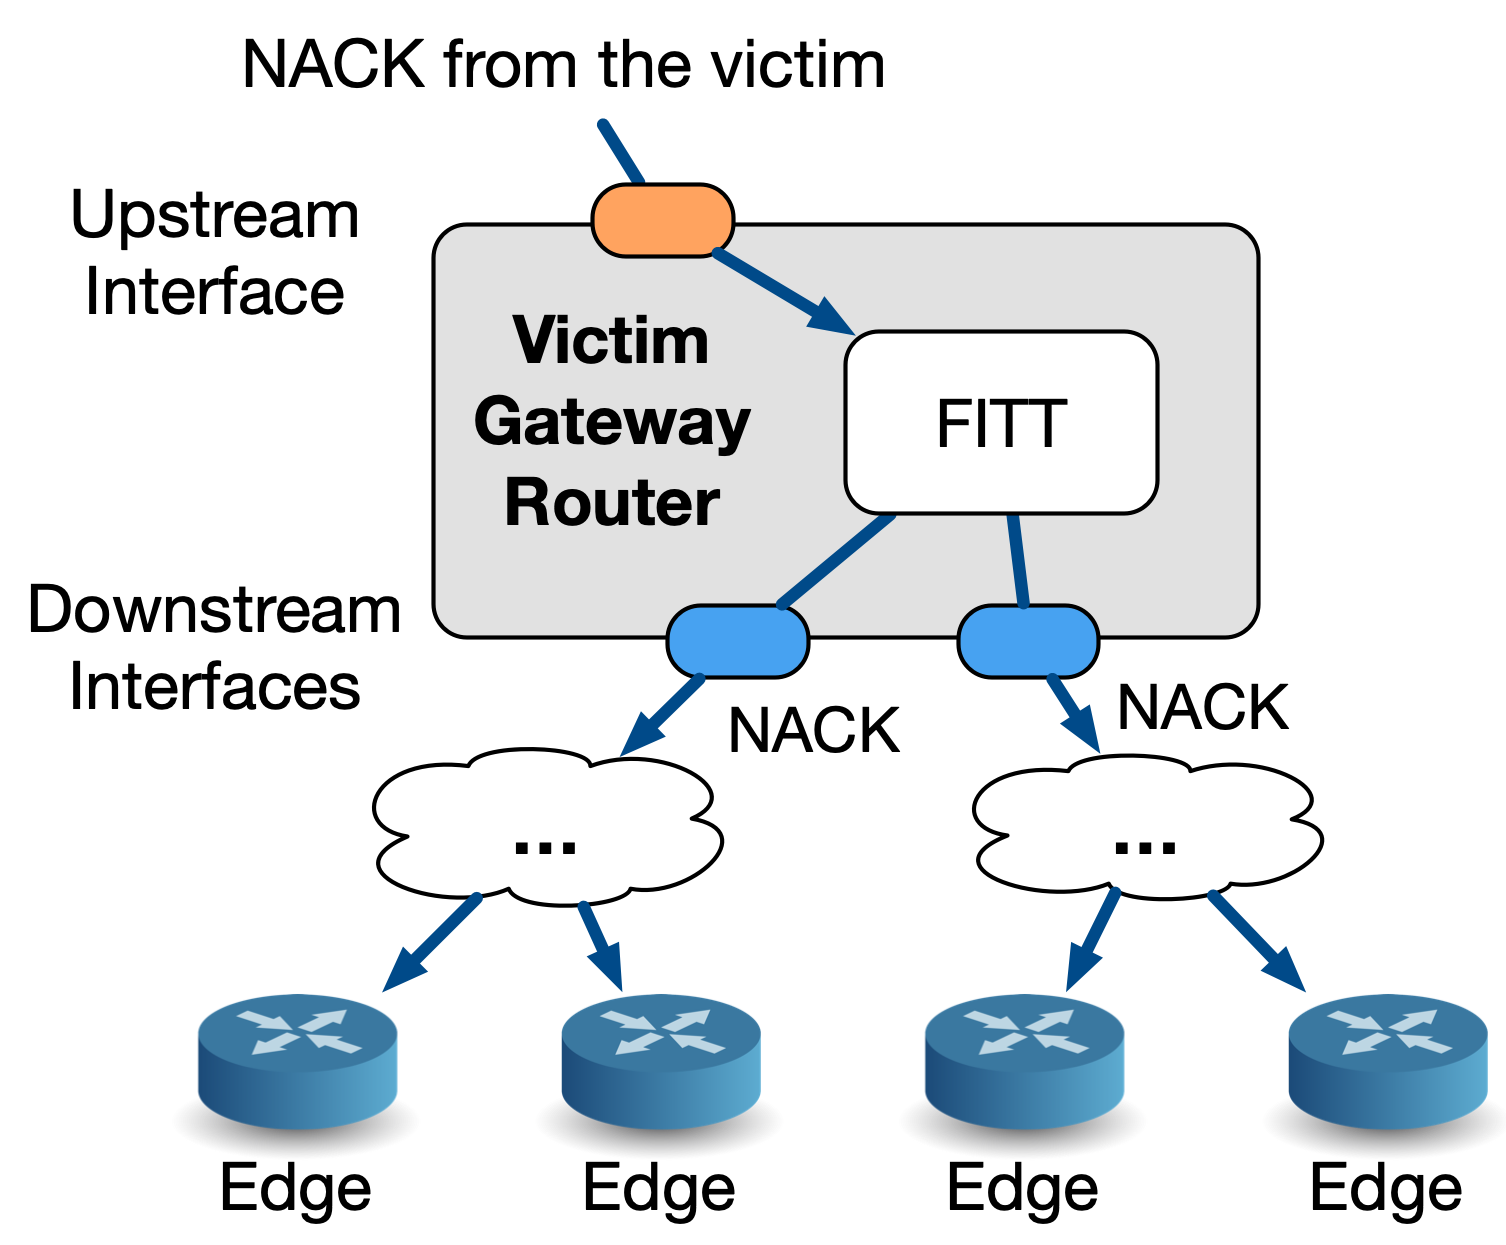 NACK from the victim
Upstream
Interface
Victim
Gateway
Router
FITT
Downstream
Interfaces
NACK
NACK
...
...
Edge
Edge
Edge
Edge